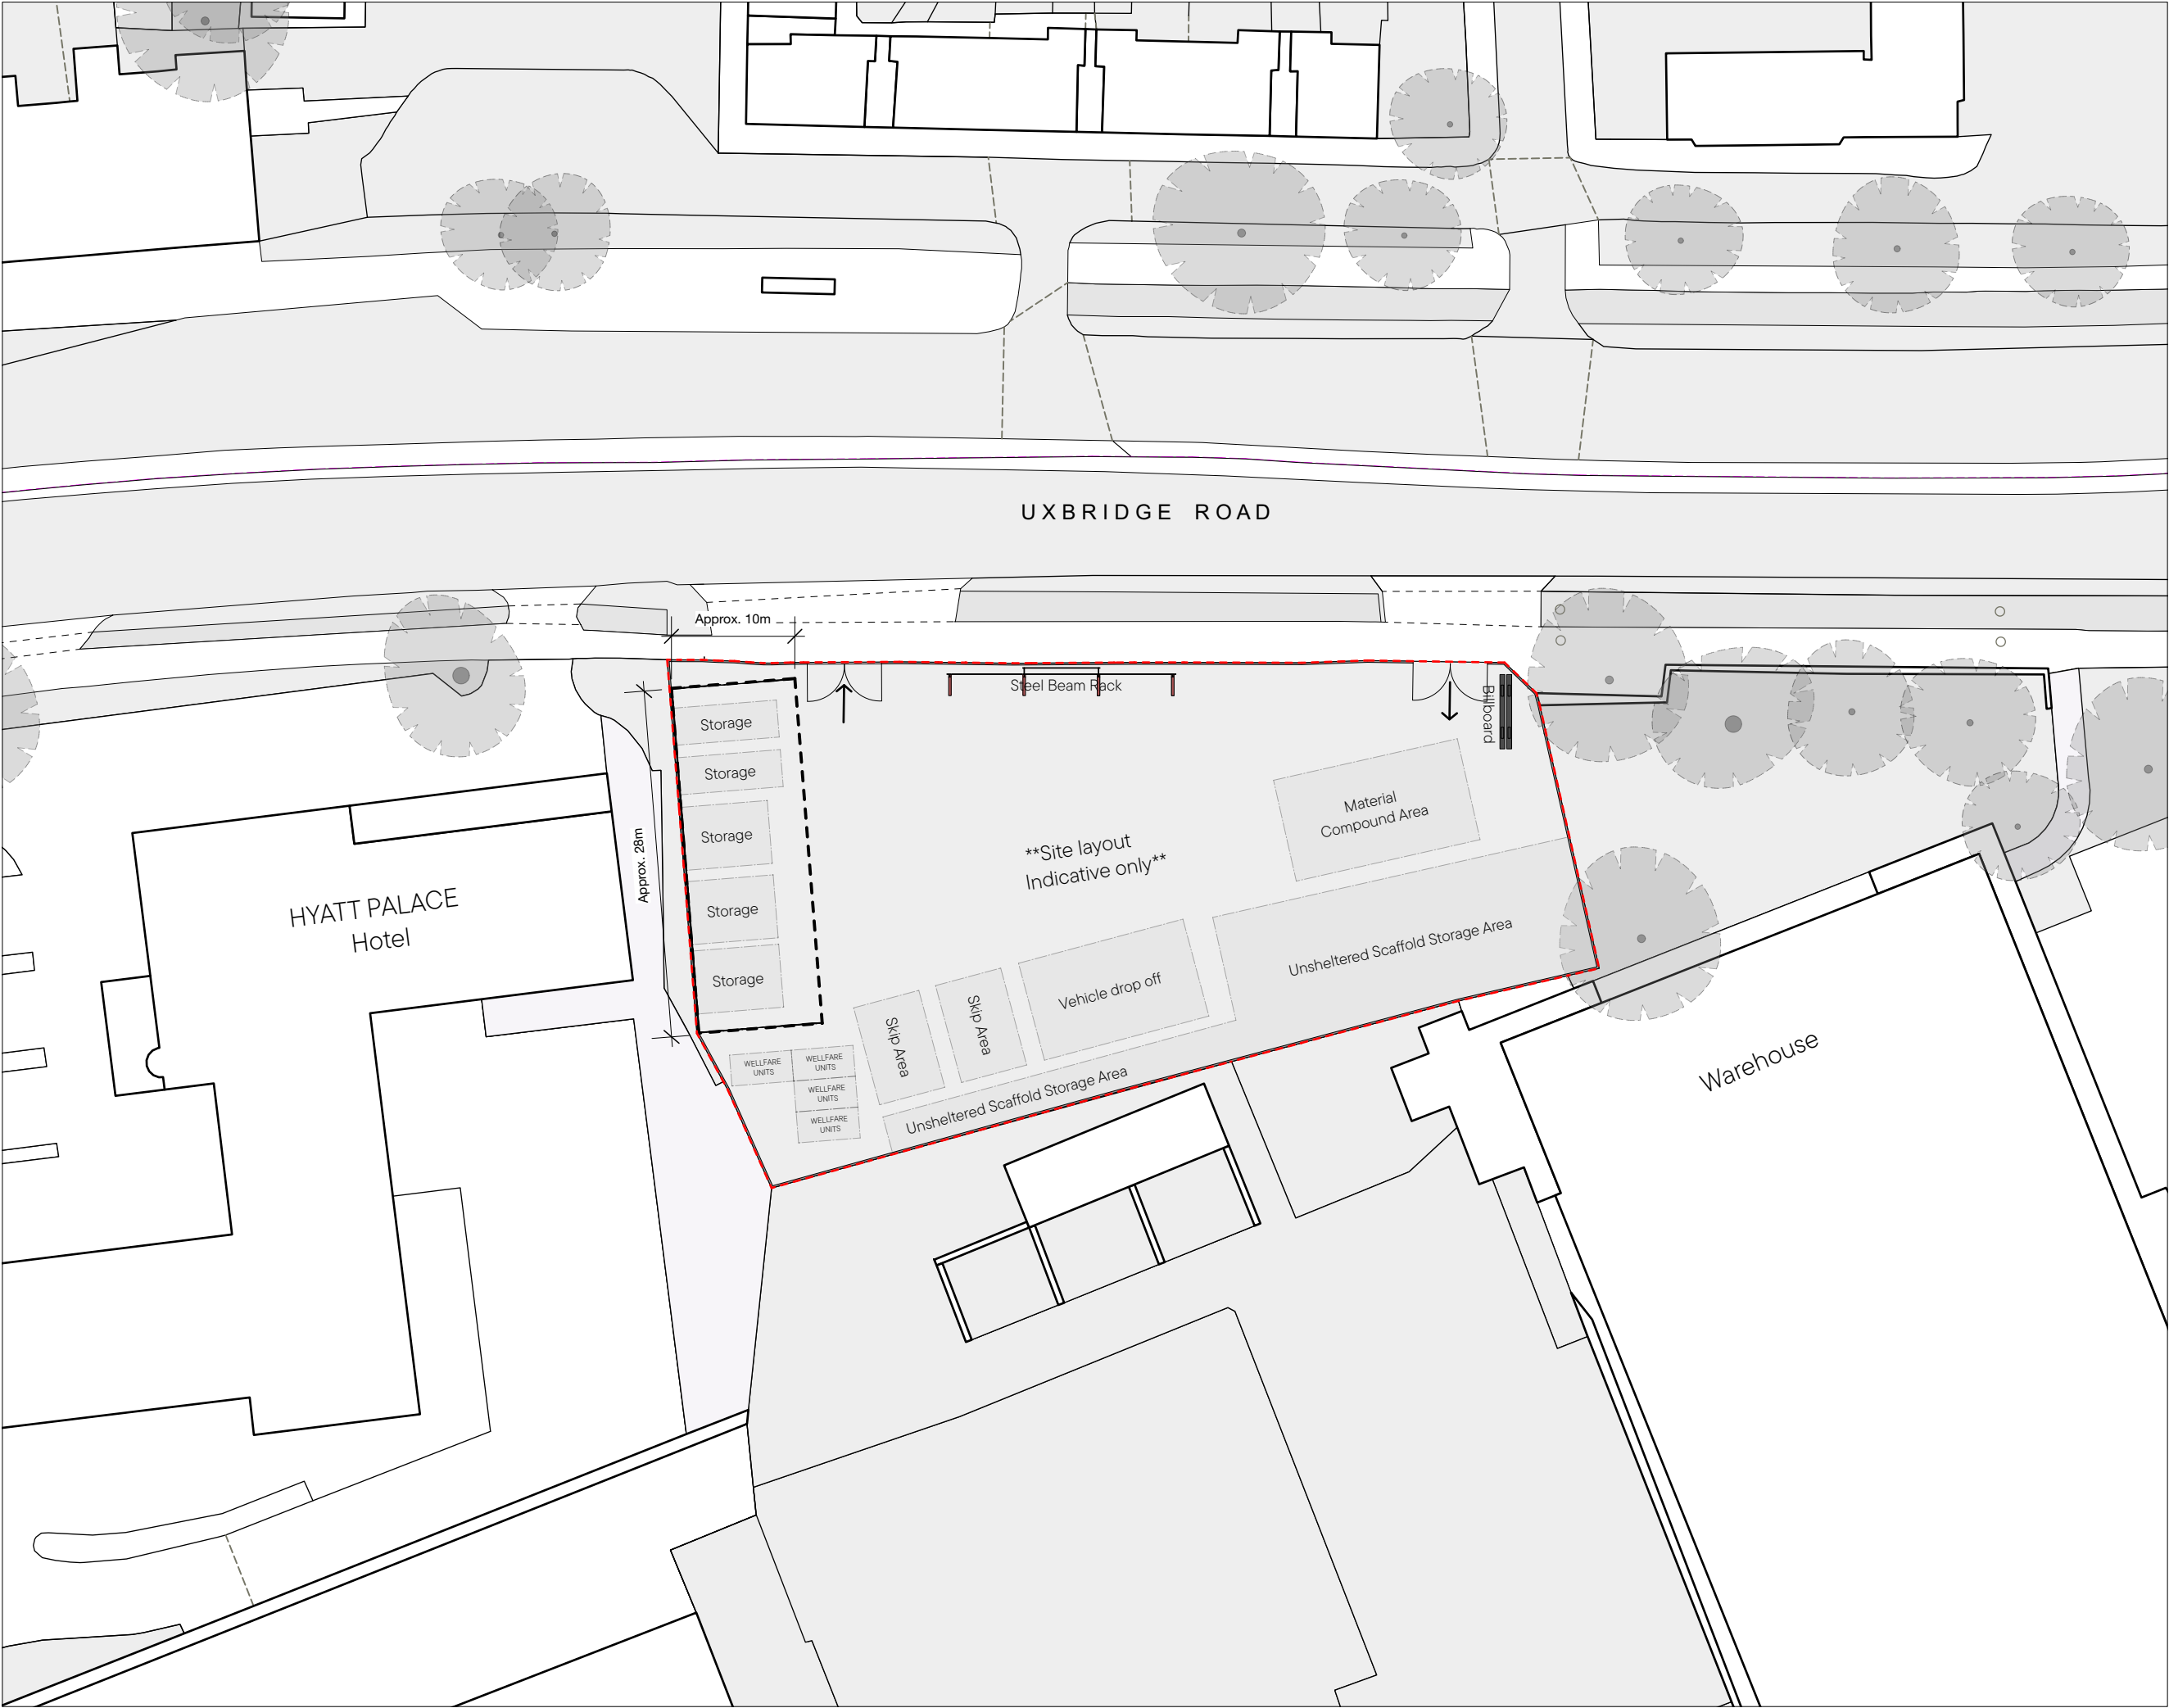 UXBRIDGE ROAD
Approx. 10m
Steel Beam Rack
Billboard
Storage
Storage
Storage
Storage
Storage
Approx. 28m
Material
Compound Area
**Site layout
Indicative only**
HYATT PALACE
Hotel
Unsheltered Scaffold Storage Area
Vehicle drop off
Skip Area
Skip Area
WELLFARE
UNITS
WELLFARE
UNITS
WELLFARE
UNITS
WELLFARE
UNITS
Unsheltered Scaffold Storage Area
Warehouse